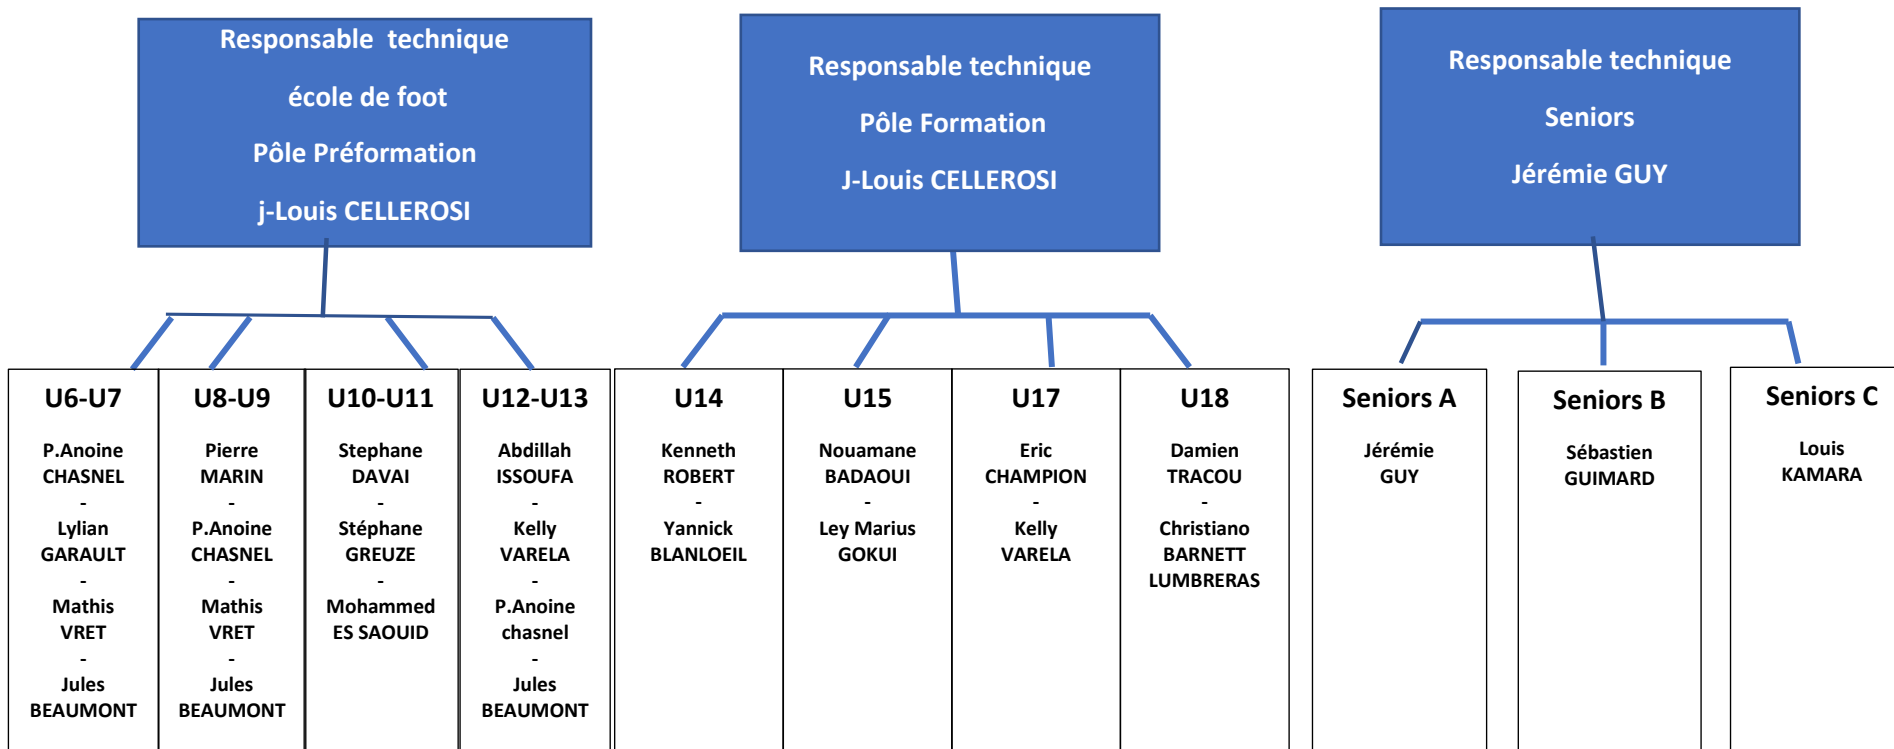 Responsable technique
école de foot
Pôle Préformation
j-Louis CELLEROSI
Responsable technique
Pôle Formation
J-Louis CELLEROSI
Responsable technique
Seniors
Jérémie GUY
U6-U7
P.Anoine
CHASNEL
-
Lylian
GARAULT
-
Mathis
VRET
-
Jules
BEAUMONT
U8-U9
Pierre
MARIN
-
P.Anoine
CHASNEL
-
Mathis
VRET
-
Jules
BEAUMONT
U10-U11
Stephane
DAVAI
-
Stéphane
GREUZE
-
Mohammed
ES SAOUID
U12-U13
Abdillah
ISSOUFA
-
Kelly
VARELA
-
P.Anoine
chasnel
-
Jules
BEAUMONT
U14
Kenneth
ROBERT
-
Yannick
BLANLOEIL
U15
Nouamane
BADAOUI
-
Ley Marius
GOKUI
U17
Eric
CHAMPION
-
Kelly
VARELA
U18
Damien
TRACOU
-
Christiano
BARNETT
LUMBRERAS
Seniors A
Jérémie
GUY
Seniors B
Sébastien
GUIMARD
Seniors C
Louis
KAMARA